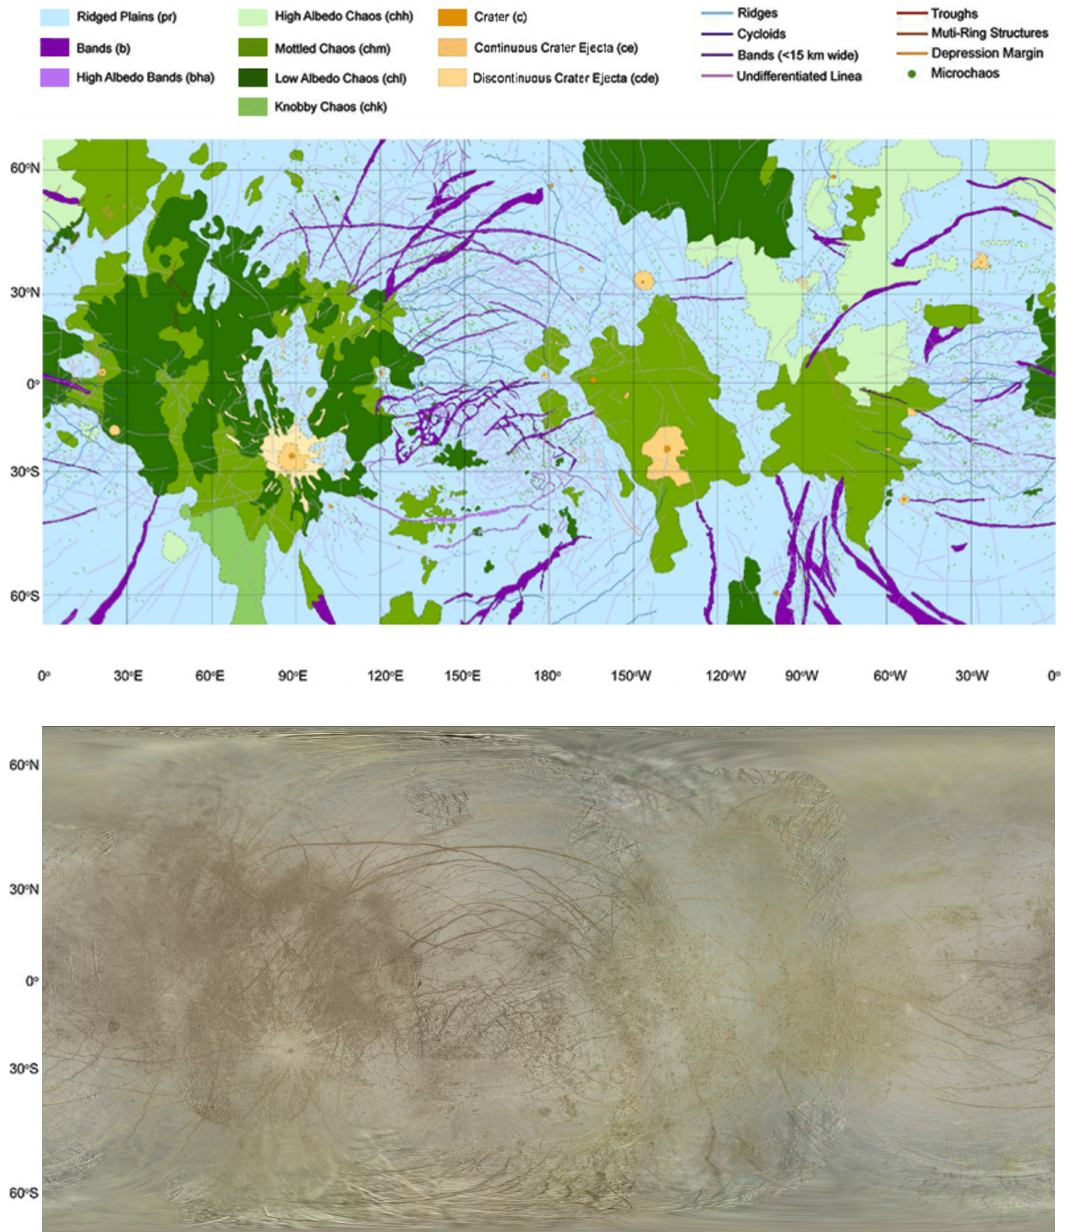 Ridged Plains (pr)
Bands (b)
High Albedo Bands (bha)
High Albedo Chaos (chh)
Mottled Chaos (chm)
Low Albedo Chaos (chl)
Knobby Chaos (chk)
Crater (c)
Continuous Crater Ejecta (ce)
Discontinuous Crater Ejecta (cde)
Ridges
Cycloids
Bands (<15 km wide)
Undifferentiated Linea
Troughs
Muti-Ring Structures
Depression Margin
Microchaos
60°N
30°N
0°
30°S
60°S
0° 30°E 60°E 90°E 120°E 150°E 180° 150°W 120°W 90°W 60°W 30°W 0°
60°N
30°N
0°
30°S
60°S